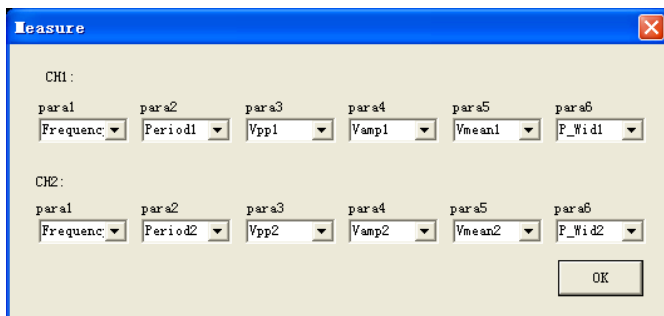 Measure
CH1:
para1 para2 para3 para4 para5 para6
Frequenc Period1 Vpp1 Vamp1 Vmean1 P_Wid1
CH2:
para1 para2 para3 para4 para5 para6
Frequenc Period2 Vpp2 Vamp2 Vmean2 P_Wid2
OK